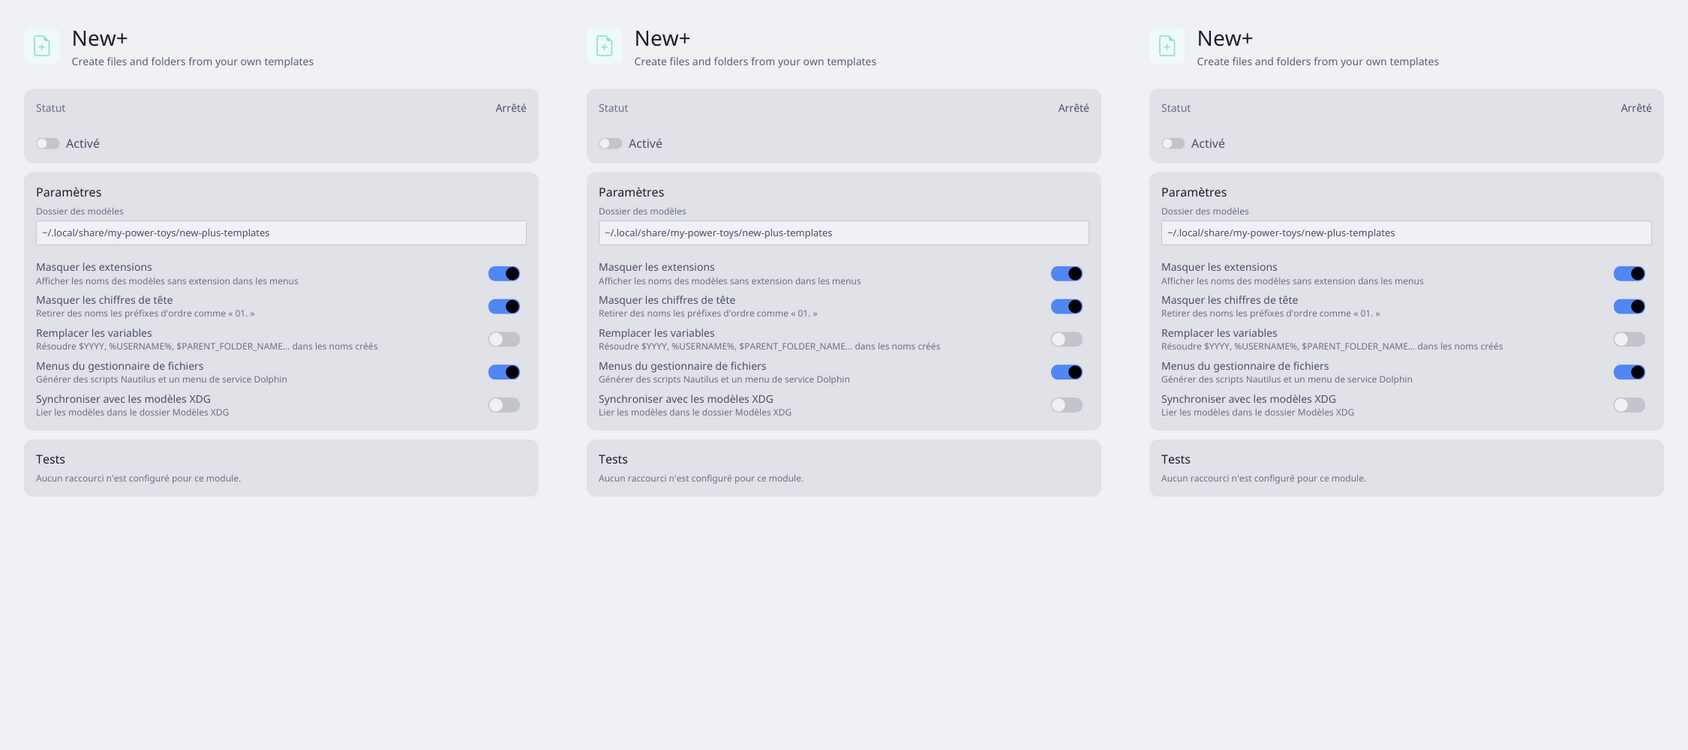 New+
Create files and folders from your own templates
Statut
Arrêté
Activé
Paramètres
Dossier des modèles
~/.local/share/my-power-toys/new-plus-templates
Masquer les extensions
Afficher les noms des modèles sans extension dans les menus
Masquer les chiffres de tête
Retirer des noms les préfixes d'ordre comme « 01. »
Remplacer les variables
Résoudre $YYYY, %USERNAME%, $PARENT_FOLDER_NAME… dans les noms créés
Menus du gestionnaire de fichiers
Générer des scripts Nautilus et un menu de service Dolphin
Synchroniser avec les modèles XDG
Lier les modèles dans le dossier Modèles XDG
Tests
Aucun raccourci n'est configuré pour ce module.
New+
Create files and folders from your own templates
Statut
Arrêté
Activé
Paramètres
Dossier des modèles
~/.local/share/my-power-toys/new-plus-templates
Masquer les extensions
Afficher les noms des modèles sans extension dans les menus
Masquer les chiffres de tête
Retirer des noms les préfixes d'ordre comme « 01. »
Remplacer les variables
Résoudre $YYYY, %USERNAME%, $PARENT_FOLDER_NAME… dans les noms créés
Menus du gestionnaire de fichiers
Générer des scripts Nautilus et un menu de service Dolphin
Synchroniser avec les modèles XDG
Lier les modèles dans le dossier Modèles XDG
Tests
Aucun raccourci n'est configuré pour ce module.
New+
Create files and folders from your own templates
Statut
Arrêté
Activé
Paramètres
Dossier des modèles
~/.local/share/my-power-toys/new-plus-templates
Masquer les extensions
Afficher les noms des modèles sans extension dans les menus
Masquer les chiffres de tête
Retirer des noms les préfixes d'ordre comme « 01. »
Remplacer les variables
Résoudre $YYYY, %USERNAME%, $PARENT_FOLDER_NAME… dans les noms créés
Menus du gestionnaire de fichiers
Générer des scripts Nautilus et un menu de service Dolphin
Synchroniser avec les modèles XDG
Lier les modèles dans le dossier Modèles XDG
Tests
Aucun raccourci n'est configuré pour ce module.